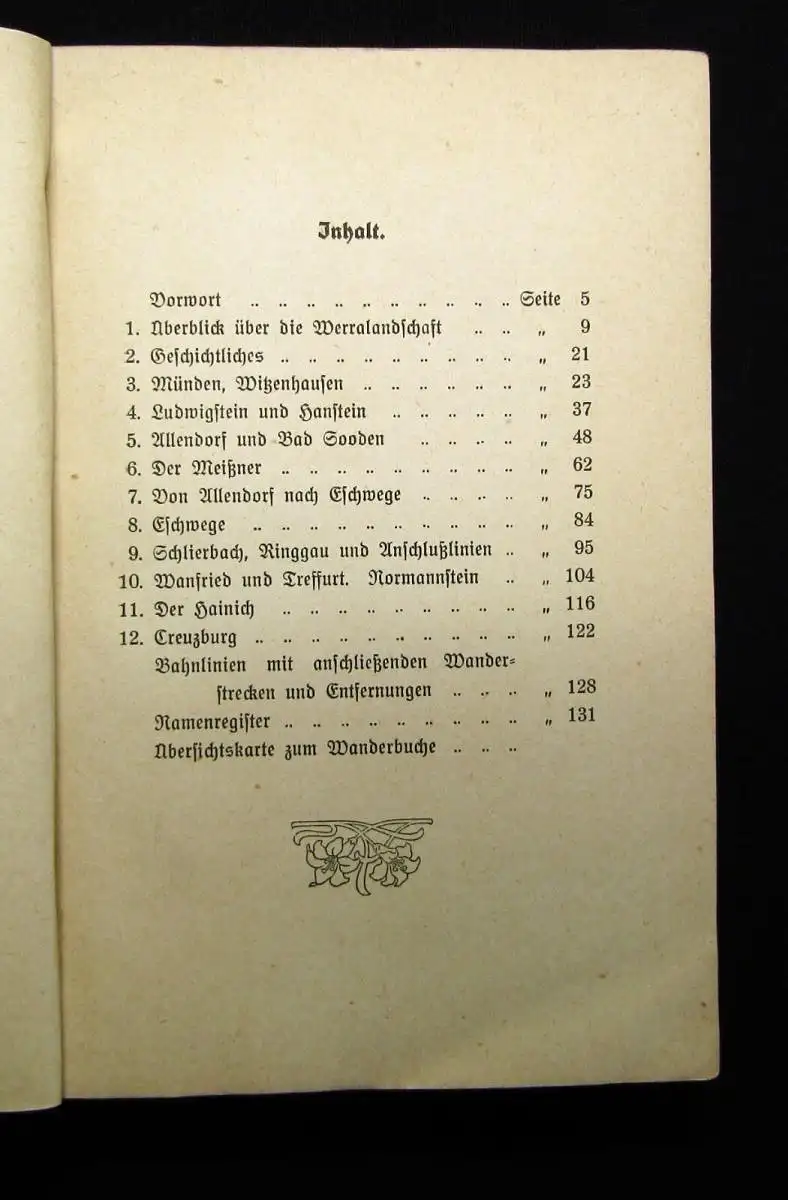 Inhalt.
Vorwort .. .. .. .. .. .. .. .. .. .. Seite 5
1. Überblick über die Werralandschaft .. .. „ 9
2. Geschichtliches .. .. .. .. .. .. .. .. .. „ 21
3. Münden, Witzenhausen .. .. .. .. .. .. „ 23
4. Ludwigstein und Hanstein .. .. .. .. .. „ 37
5. Allendorf und Bad Sooden .. .. .. .. „ 48
6. Der Meißner .. .. .. .. .. .. .. .. .. „ 62
7. Von Allendorf nach Eschwege .. .. .. .. „ 75
8. Eschwege .. .. .. .. .. .. .. .. .. .. „ 84
9. Schlierbach, Ringgau und Anschlußlinien .. „ 95
10. Wanfried und Treffurt. Normannstein .. „ 104
11. Der Hainich .. .. .. .. .. .. .. .. .. „ 116
12. Creuzburg .. .. .. .. .. .. .. .. .. .. „ 122
Bahnlinien mit anschließenden Wander-
strecken und Entfernungen .. .. .. „ 128
Namenregister .. .. .. .. .. .. .. .. .. „ 131
Übersichtskarte zum Wanderbuche .. .. ..